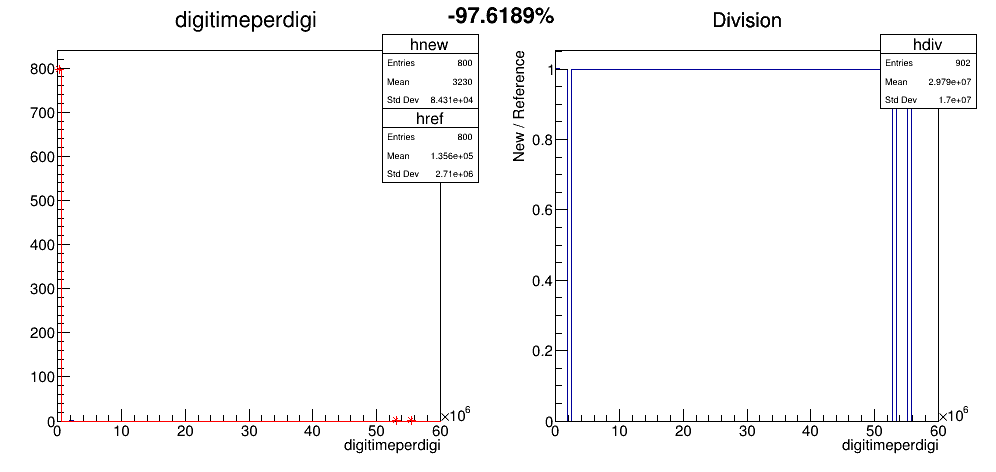 -97.6189%
digitimeperdigi
hnew
Entries 800
Mean 3230
Std Dev 8.431e+04
href
Entries 800
Mean 1.356e+05
Std Dev 2.71e+06
800
700
600
500
400
300
200
100
0
0 10 20 30 40 50 60
×10⁶
digitimeperdigi
Division
hdiv
Entries 902
Mean 2.979e+07
Std Dev 1.7e+07
New / Reference
1
0.8
0.6
0.4
0.2
0
0 10 20 30 40 50 60
×10⁶
digitimeperdigi